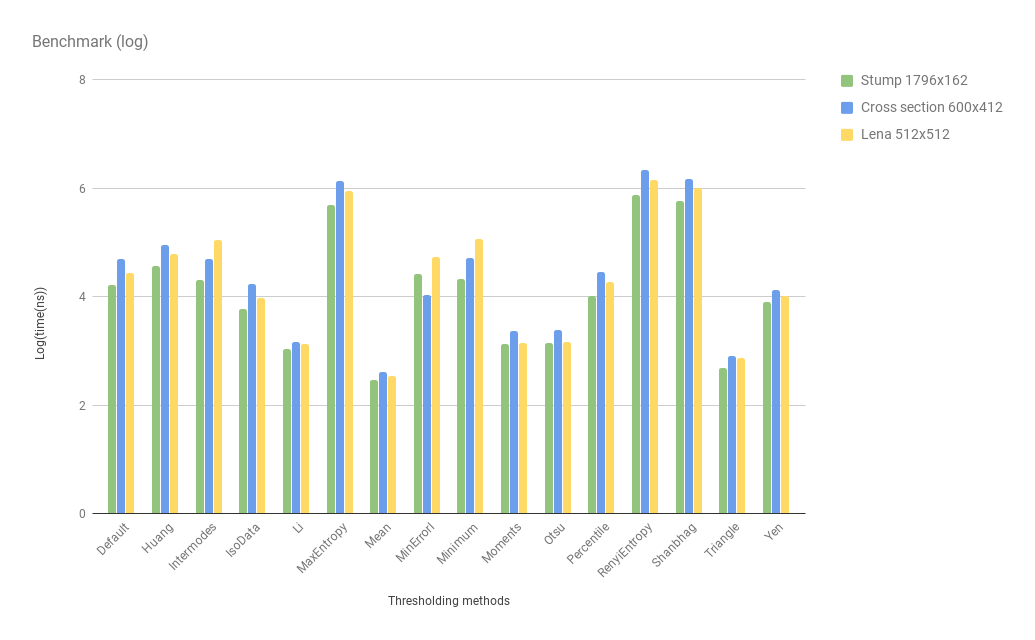 Benchmark (log)
Stump 1796x162
Cross section 600x412
Lena 512x512
8
6
4
2
0
Log(time(ns))
Default
Huang
Intermodes
IsoData
Li
MaxEntropy
Mean
MinErrorI
Minimum
Moments
Otsu
Percentile
RenyiEntropy
Shanbhag
Triangle
Yen
Thresholding methods